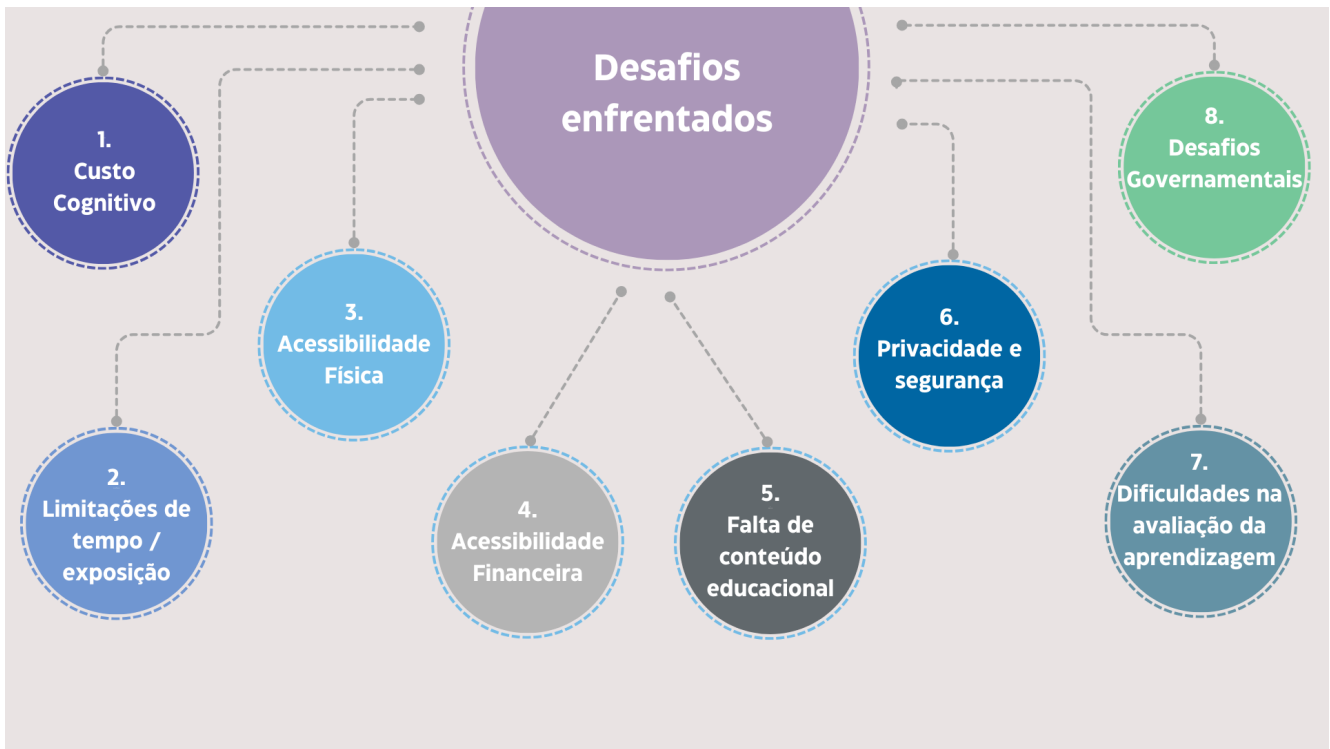 Desafios
enfrentados
1.
Custo
Cognitivo
2.
Limitações de
tempo /
exposição
3.
Acessibilidade
Física
4.
Acessibilidade
Financeira
5.
Falta de
conteúdo
educacional
6.
Privacidade e
segurança
7.
Dificuldades na
avaliação da
aprendizagem
8.
Desafios
Governamentais